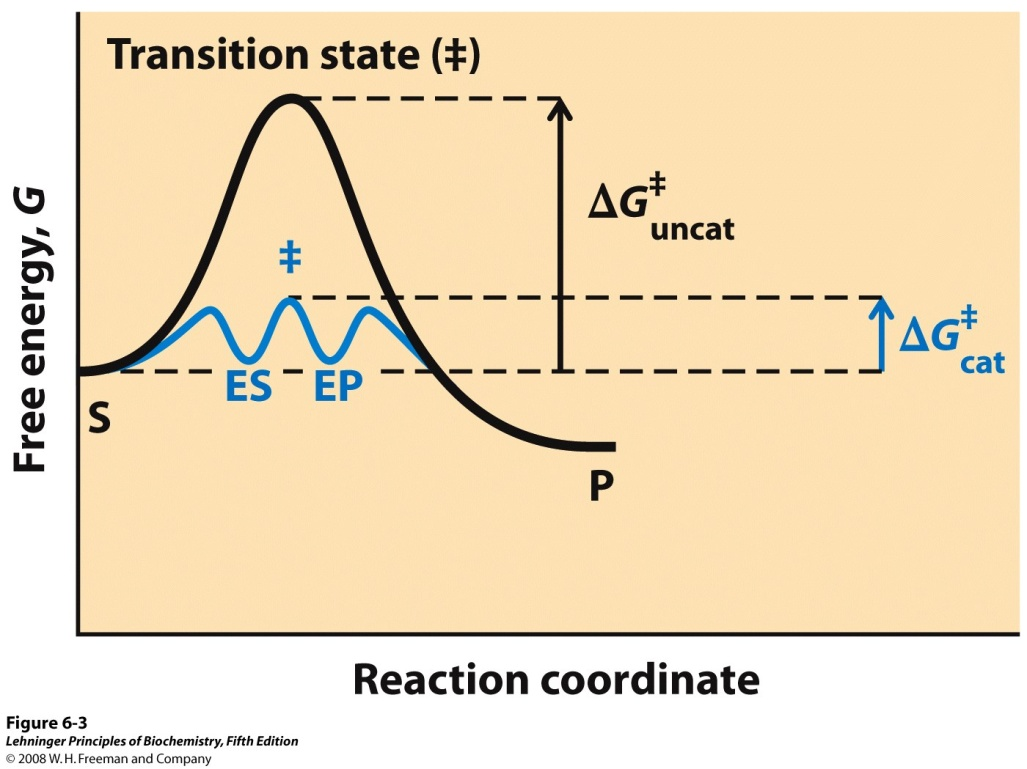 Transition state (‡)
ΔG‡uncat
‡
ΔG‡cat
ES
EP
S
P
Free energy, G
Reaction coordinate
Figure 6-3
Lehninger Principles of Biochemistry, Fifth Edition
© 2008 W. H. Freeman and Company